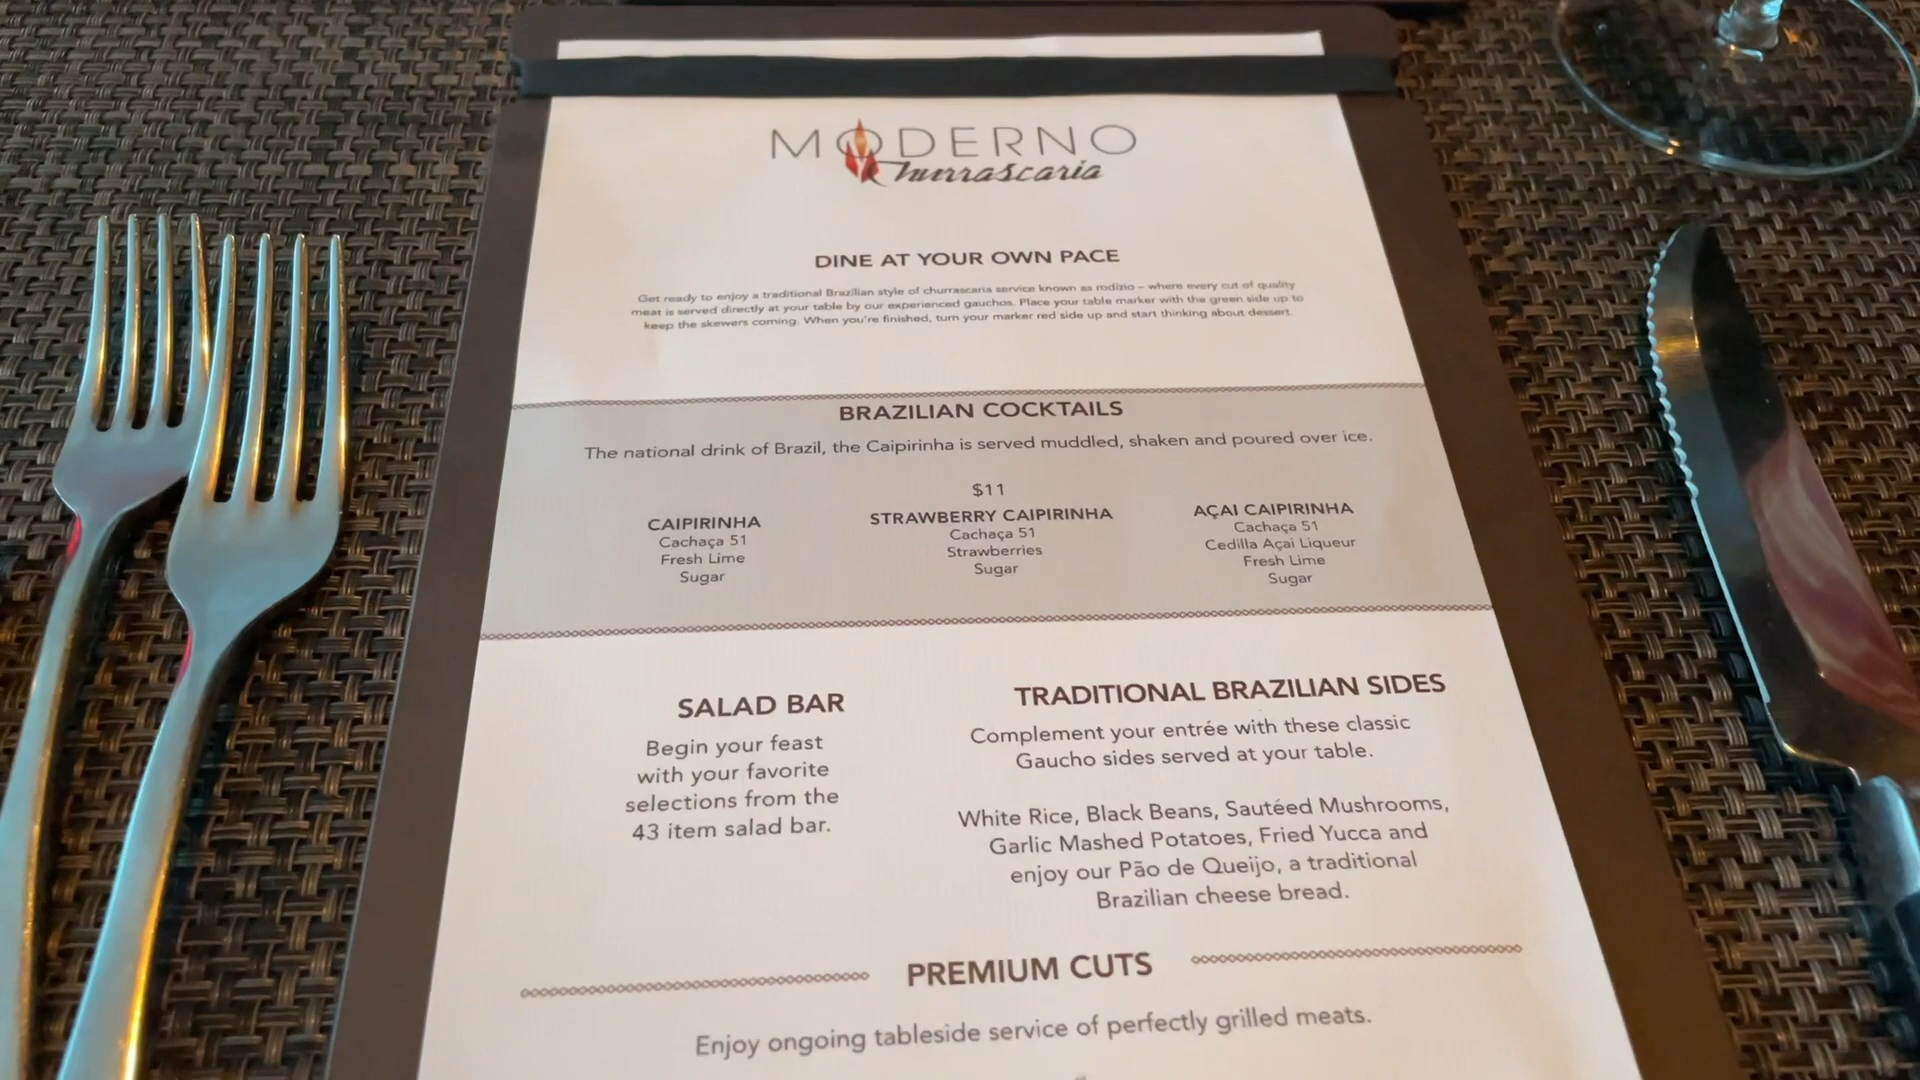 MODERNO
Churrascaria
DINE AT YOUR OWN PACE
Get ready to enjoy a traditional Brazilian style of churrascaria service known as rodizio – where every cut of quality
meat is served directly at your table by our experienced gauchos. Place your table marker with the green side up to
keep the skewers coming. When you're finished, turn your marker red side up and start thinking about dessert.
BRAZILIAN COCKTAILS
The national drink of Brazil, the Caipirinha is served muddled, shaken and poured over ice.
$11
CAIPIRINHA
Cachaça 51
Fresh Lime
Sugar
STRAWBERRY CAIPIRINHA
Cachaça 51
Strawberries
Sugar
AÇAI CAIPIRINHA
Cachaça 51
Cedilla Açai Liqueur
Fresh Lime
Sugar
SALAD BAR
Begin your feast
with your favorite
selections from the
43 item salad bar.
TRADITIONAL BRAZILIAN SIDES
Complement your entrée with these classic
Gaucho sides served at your table.
White Rice, Black Beans, Sautéed Mushrooms,
Garlic Mashed Potatoes, Fried Yucca and
enjoy our Pão de Queijo, a traditional
Brazilian cheese bread.
PREMIUM CUTS
Enjoy ongoing tableside service of perfectly grilled meats.